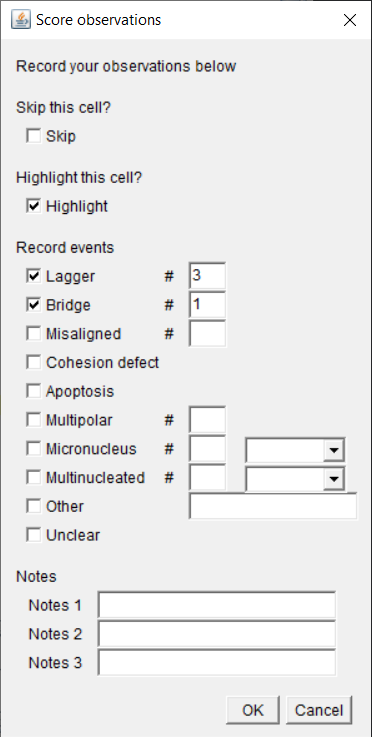 Score observations
Record your observations below
Skip this cell?
Skip
Highlight this cell?
Highlight
Record events
Lagger # 3
Bridge # 1
Misaligned #
Cohesion defect
Apoptosis
Multipolar #
Micronucleus #
Multinucleated #
Other
Unclear
Notes
Notes 1
Notes 2
Notes 3
OK Cancel